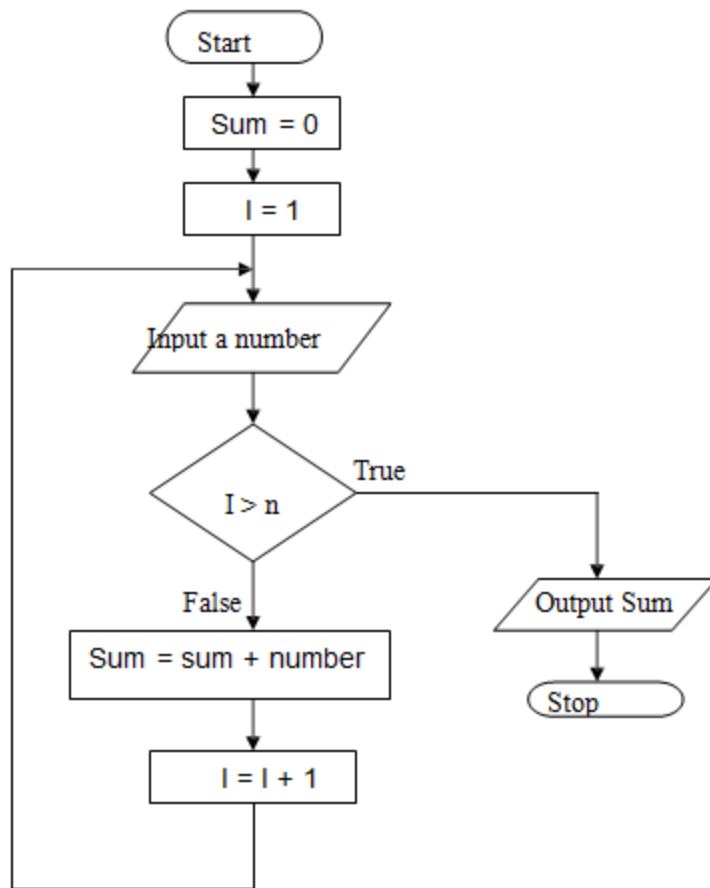 Start
Sum = 0
I = 1
Input a number
I > n
True
False
Output Sum
Sum = sum + number
Stop
I = I + 1